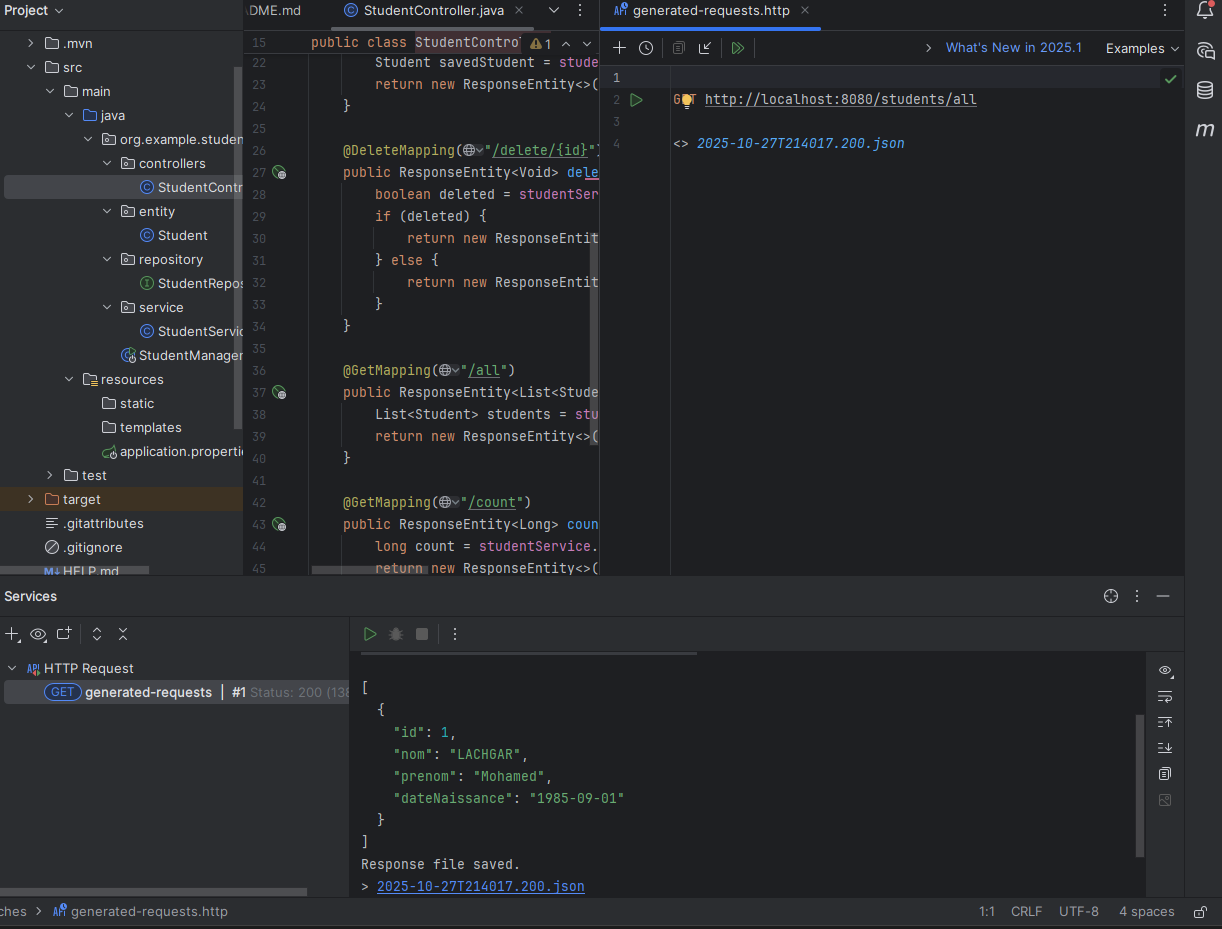 Project
.mvn
src
main
java
org.example.studen
controllers
StudentContr
entity
Student
repository
StudentRepos
service
StudentServic
StudentManager
resources
static
templates
application.properti
test
target
.gitattributes
.gitignore
HELP.md
DME.md
StudentController.java
15 public class StudentControl
1
22 Student savedStudent = stude
23 return new ResponseEntity<>(
24 }
25
26 @DeleteMapping("/delete/{id}")
27 public ResponseEntity<Void> dele
28 boolean deleted = studentSer
29 if (deleted) {
30 return new ResponseEntit
31 } else {
32 return new ResponseEntit
33 }
34 }
35
36 @GetMapping("/all")
37 public ResponseEntity<List<Stude
38 List<Student> students = stu
39 return new ResponseEntity<>(
40 }
41
42 @GetMapping("/count")
43 public ResponseEntity<Long> coun
44 long count = studentService.
45 return new ResponseEntity<>(
API generated-requests.http
What's New in 2025.1
Examples
1
2 GET http://localhost:8080/students/all
3
4 <> 2025-10-27T214017.200.json
m
Services
API HTTP Request
GET generated-requests | #1 Status: 200 (138
[
{
"id": 1,
"nom": "LACHGAR",
"prenom": "Mohamed",
"dateNaissance": "1985-09-01"
}
]
Response file saved.
> 2025-10-27T214017.200.json
ches > API generated-requests.http
1:1 CRLF UTF-8 4 spaces